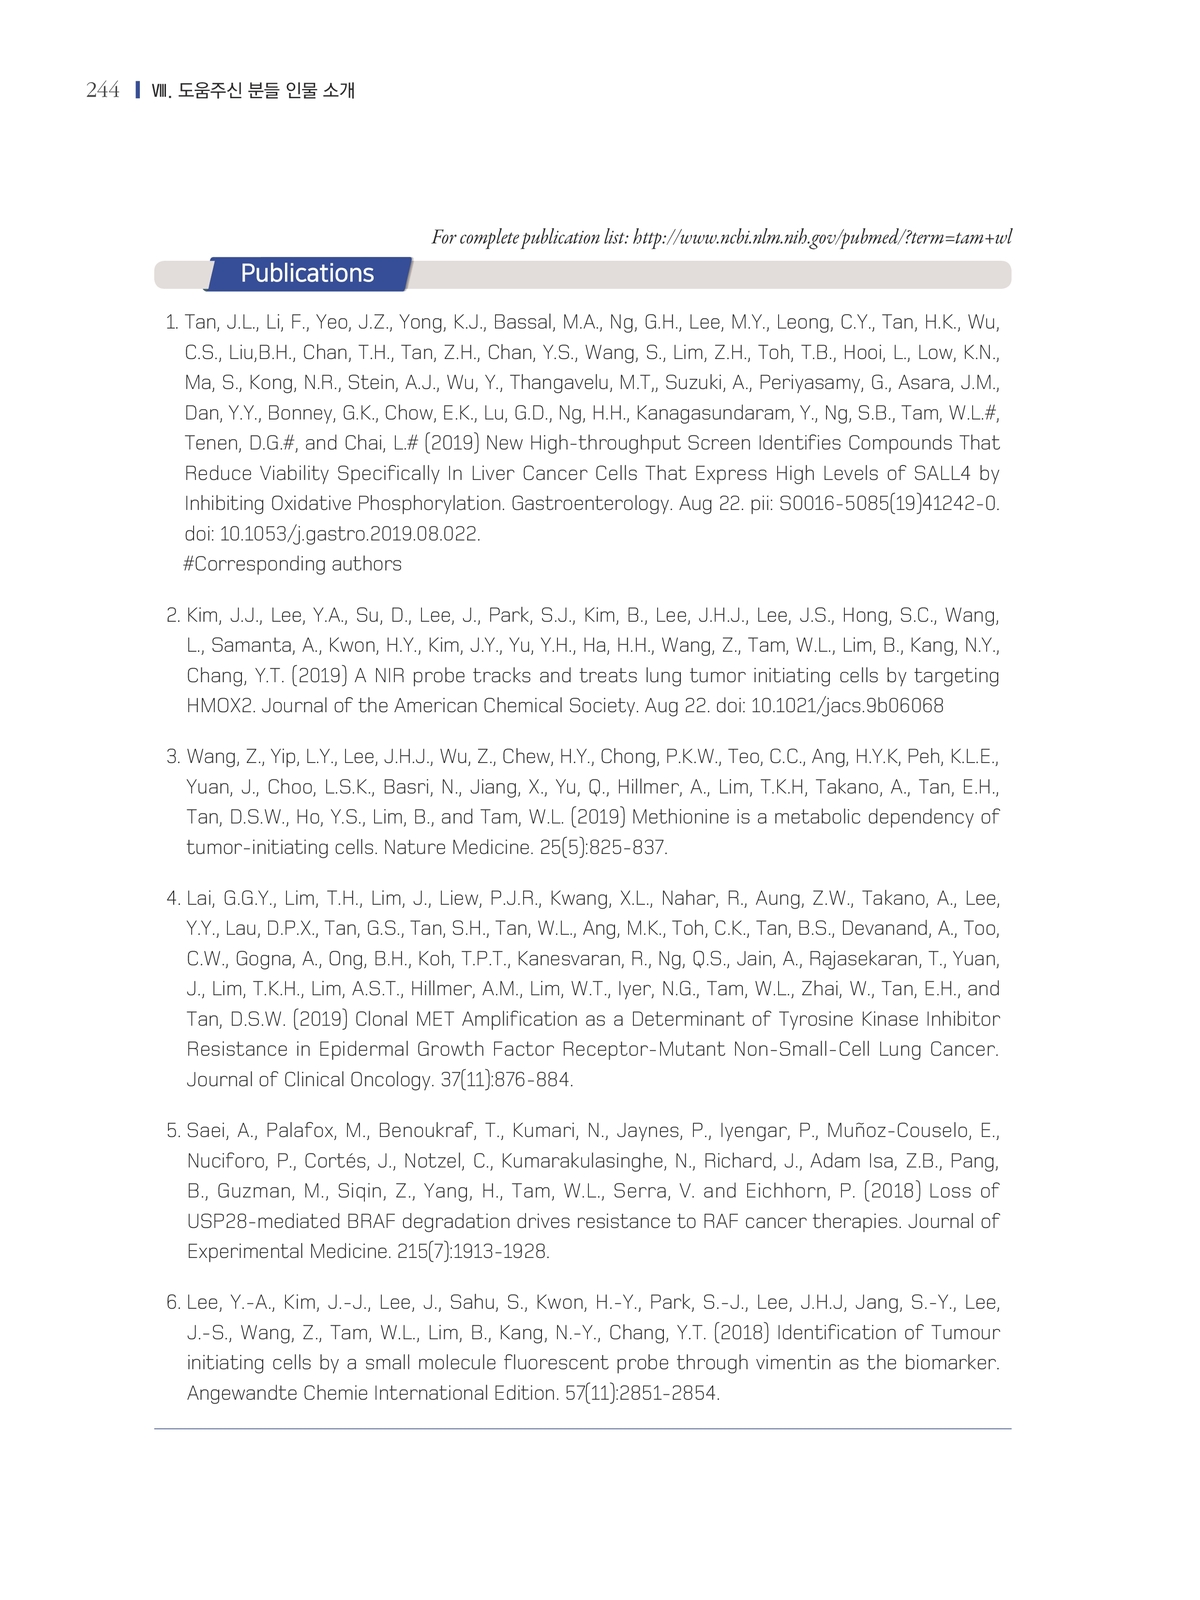 244 Ⅷ. 도움주신 분들 인물 소개
For complete publication list: http://www.ncbi.nlm.nih.gov/pubmed/?term=tam+wl
Publications
1. Tan, J.L., Li, F., Yeo, J.Z., Yong, K.J., Bassal, M.A., Ng, G.H., Lee, M.Y., Leong, C.Y., Tan, H.K., Wu,
C.S., Liu,B.H., Chan, T.H., Tan, Z.H., Chan, Y.S., Wang, S., Lim, Z.H., Toh, T.B., Hooi, L., Low, K.N.,
Ma, S., Kong, N.R., Stein, A.J., Wu, Y., Thangavelu, M.T,, Suzuki, A., Periyasamy, G., Asara, J.M.,
Dan, Y.Y., Bonney, G.K., Chow, E.K., Lu, G.D., Ng, H.H., Kanagasundaram, Y., Ng, S.B., Tam, W.L.#,
Tenen, D.G.#, and Chai, L.# (2019) New High-throughput Screen Identifies Compounds That
Reduce Viability Specifically In Liver Cancer Cells That Express High Levels of SALL4 by
Inhibiting Oxidative Phosphorylation. Gastroenterology. Aug 22. pii: S0016-5085(19)41242-0.
doi: 10.1053/j.gastro.2019.08.022.
#Corresponding authors
2. Kim, J.J., Lee, Y.A., Su, D., Lee, J., Park, S.J., Kim, B., Lee, J.H.J., Lee, J.S., Hong, S.C., Wang,
L., Samanta, A., Kwon, H.Y., Kim, J.Y., Yu, Y.H., Ha, H.H., Wang, Z., Tam, W.L., Lim, B., Kang, N.Y.,
Chang, Y.T. (2019) A NIR probe tracks and treats lung tumor initiating cells by targeting
HMOX2. Journal of the American Chemical Society. Aug 22. doi: 10.1021/jacs.9b06068
3. Wang, Z., Yip, L.Y., Lee, J.H.J., Wu, Z., Chew, H.Y., Chong, P.K.W., Teo, C.C., Ang, H.Y.K, Peh, K.L.E.,
Yuan, J., Choo, L.S.K., Basri, N., Jiang, X., Yu, Q., Hillmer, A., Lim, T.K.H, Takano, A., Tan, E.H.,
Tan, D.S.W., Ho, Y.S., Lim, B., and Tam, W.L. (2019) Methionine is a metabolic dependency of
tumor-initiating cells. Nature Medicine. 25(5):825-837.
4. Lai, G.G.Y., Lim, T.H., Lim, J., Liew, P.J.R., Kwang, X.L., Nahar, R., Aung, Z.W., Takano, A., Lee,
Y.Y., Lau, D.P.X., Tan, G.S., Tan, S.H., Tan, W.L., Ang, M.K., Toh, C.K., Tan, B.S., Devanand, A., Too,
C.W., Gogna, A., Ong, B.H., Koh, T.P.T., Kanesvaran, R., Ng, Q.S., Jain, A., Rajasekaran, T., Yuan,
J., Lim, T.K.H., Lim, A.S.T., Hillmer, A.M., Lim, W.T., Iyer, N.G., Tam, W.L., Zhai, W., Tan, E.H., and
Tan, D.S.W. (2019) Clonal MET Amplification as a Determinant of Tyrosine Kinase Inhibitor
Resistance in Epidermal Growth Factor Receptor-Mutant Non-Small-Cell Lung Cancer.
Journal of Clinical Oncology. 37(11):876-884.
5. Saei, A., Palafox, M., Benoukraf, T., Kumari, N., Jaynes, P., Iyengar, P., Muñoz-Couselo, E.,
Nuciforo, P., Cortés, J., Notzel, C., Kumarakulasinghe, N., Richard, J., Adam Isa, Z.B., Pang,
B., Guzman, M., Siqin, Z., Yang, H., Tam, W.L., Serra, V. and Eichhorn, P. (2018) Loss of
USP28-mediated BRAF degradation drives resistance to RAF cancer therapies. Journal of
Experimental Medicine. 215(7):1913-1928.
6. Lee, Y.-A., Kim, J.-J., Lee, J., Sahu, S., Kwon, H.-Y., Park, S.-J., Lee, J.H.J, Jang, S.-Y., Lee,
J.-S., Wang, Z., Tam, W.L., Lim, B., Kang, N.-Y., Chang, Y.T. (2018) Identification of Tumour
initiating cells by a small molecule fluorescent probe through vimentin as the biomarker.
Angewandte Chemie International Edition. 57(11):2851-2854.